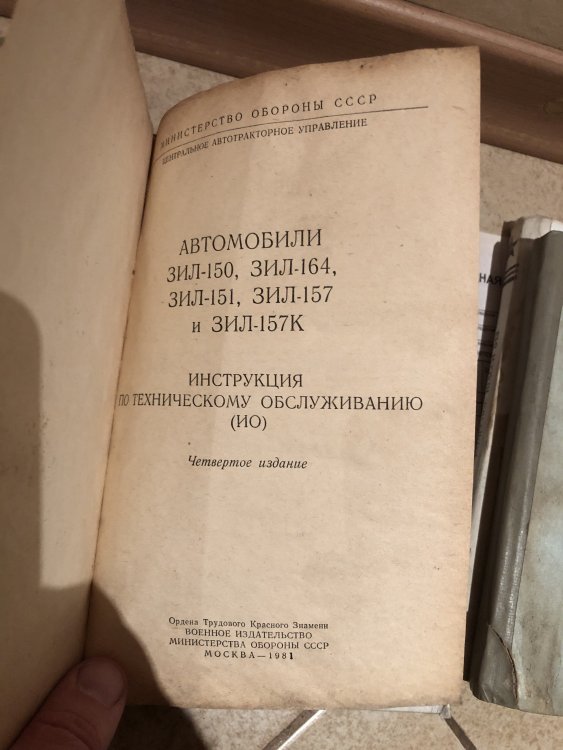 МИНИСТЕРСТВО ОБОРОНЫ СССР
ЦЕНТРАЛЬНОЕ АВТОТРАКТОРНОЕ УПРАВЛЕНИЕ
АВТОМОБИЛИ
ЗИЛ-150, ЗИЛ-164,
ЗИЛ-151, ЗИЛ-157
и ЗИЛ-157К
ИНСТРУКЦИЯ
ПО ТЕХНИЧЕСКОМУ ОБСЛУЖИВАНИЮ
(ИО)
Четвертое издание
Ордена Трудового Красного Знамени
ВОЕННОЕ ИЗДАТЕЛЬСТВО
МИНИСТЕРСТВА ОБОРОНЫ СССР
МОСКВА—1981